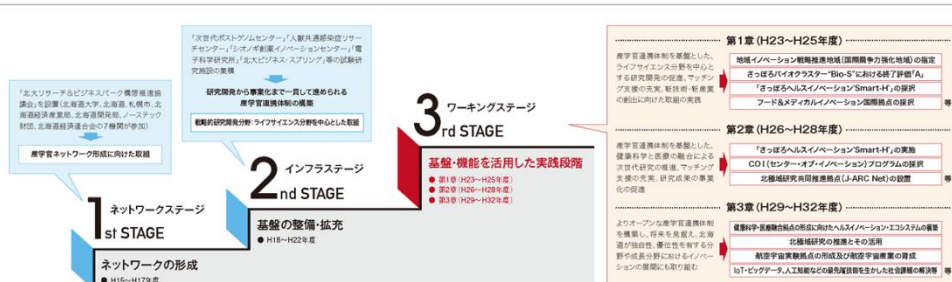 「北大リサーチ&ビジネスパーク構想推進協
議会」を設置(北海道大学、北海道、札幌市、北
海道経済産業局、北海道開発局、ノーステック
財団、北海道経済連合会の7機関が参加)
産学官ネットワーク形成に向けた取組
1st STAGE
ネットワークステージ
ネットワークの形成
● H15~H17年度
「次世代ポストゲノムセンター」「人獣共通感染症リサー
チセンター」「シオノギ創薬イノベーションセンター」「電
子科学研究所」「北大ビジネス・スプリング」等の試験研
究施設の集積
研究開発から事業化まで一貫して進められる
産学官連携体制の構築
戦略的研究開発分野:ライフサイエンス分野を中心とした取組
2nd STAGE
インフラステージ
基盤の整備・拡充
● H18~H22年度
3rd STAGE
ワーキングステージ
基盤・機能を活用した実践段階
● 第1章(H23~H25年度)
● 第2章(H26~H28年度)
● 第3章(H29~H32年度)
第1章(H23~H25年度)
産学官連携体制を基盤とした、
ライフサイエンス分野を中心と
する研究開発の促進、マッチン
グ支援の充実、新技術・新産業
の創出に向けた取組の実践
地域イノベーション戦略推進地域(国際競争力強化地域)の指定
さっぽろバイオクラスター"Bio-S"における終了評価「A」
「さっぽろヘルスイノベーション'Smart-H'」の採択
フード&メディカルイノベーション国際拠点の採択
等
第2章(H26~H28年度)
産学官連携体制を基盤とした、
健康科学と医療の融合による
次世代研究の推進、マッチング
支援の充実、研究成果の事業
化の促進
「さっぽろヘルスイノベーション'Smart-H'」の実施
COI(センター・オブ・イノベーション)プログラムの採択
北極域研究共同推進拠点(J-ARC Net)の設置
等
第3章(H29~H32年度)
よりオープンな産学官連携体制
を構築し、将来を見据え、北海
道が独自性、優位性を有する分
野や成長分野におけるイノベー
ションの展開にも取り組む
健康科学・医療融合拠点の形成に向けたヘルスイノベーション・エコシステムの構築
北極域研究の推進とその活用
航空宇宙実験拠点の形成及び航空宇宙産業の育成
IoT・ビッグデータ、人工知能などの最先端技術を生かした社会課題の解決等
等